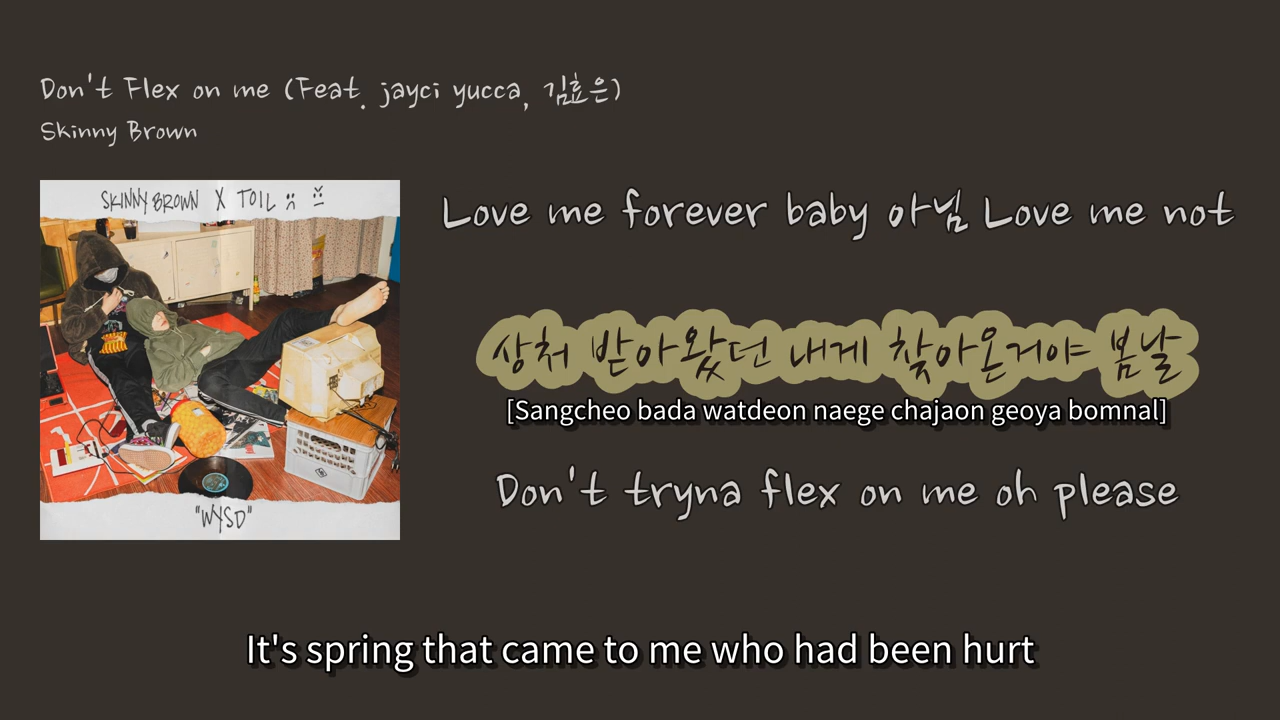 Don't Flex on me (Feat. jayci yucca, 김효은)
Skinny Brown
SKINNY BROWN X TOIL
"WYSD"
Love me forever baby 아님 Love me not
상처 받아왔던 내게 찾아온거야 봄날
[Sangcheo bada watdeon naege chajaon geoya bomnal]
Don't tryna flex on me oh please
It's spring that came to me who had been hurt